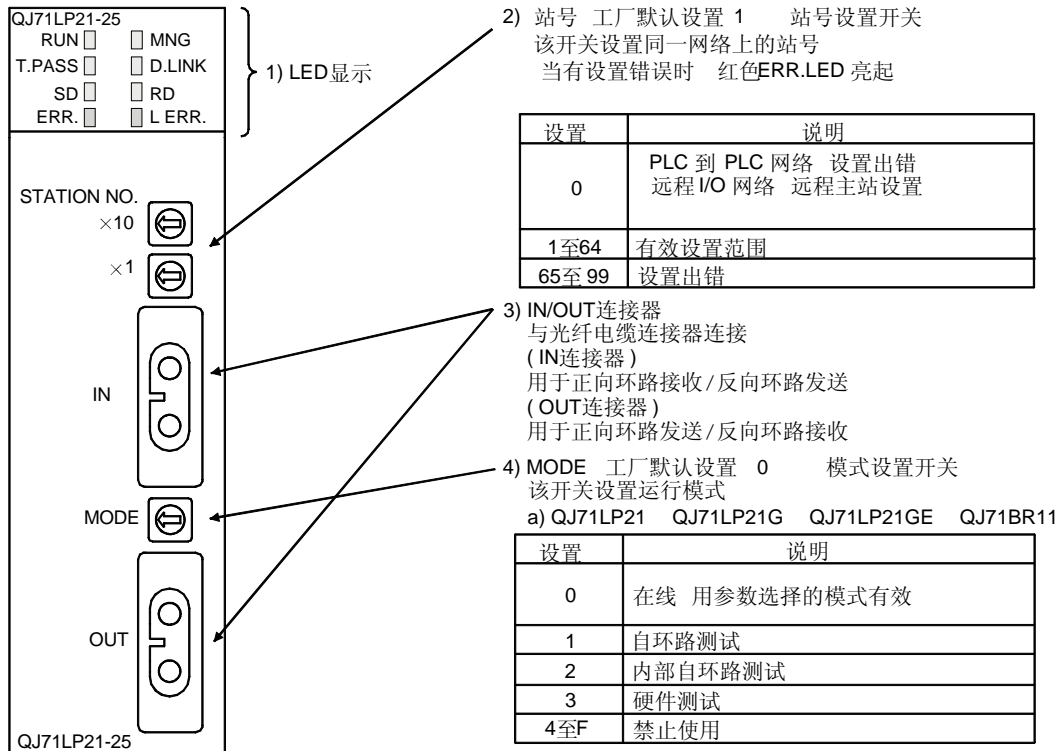 QJ71LP21-25
RUN MNG
T.PASS D.LINK
SD RD
ERR. L ERR.
1) LED显示
STATION NO.
×10
×1
IN
MODE
OUT
QJ71LP21-25
2) 站号 工厂默认设置 1 站号设置开关
该开关设置同一网络上的站号
当有设置错误时 红色ERR.LED 亮起
设置 说明
0 PLC 到 PLC 网络 设置出错
远程 I/O 网络 远程主站设置
1至64 有效设置范围
65至 99 设置出错
3) IN/OUT连接器
与光纤电缆连接器连接
( IN连接器 )
用于正向环路接收/反向环路发送
( OUT连接器 )
用于正向环路发送/反向环路接收
4) MODE 工厂默认设置 0 模式设置开关
该开关设置运行模式
a) QJ71LP21 QJ71LP21G QJ71LP21GE QJ71BR11
设置 说明
0 在线 用参数选择的模式有效
1 自环路测试
2 内部自环路测试
3 硬件测试
4至F 禁止使用